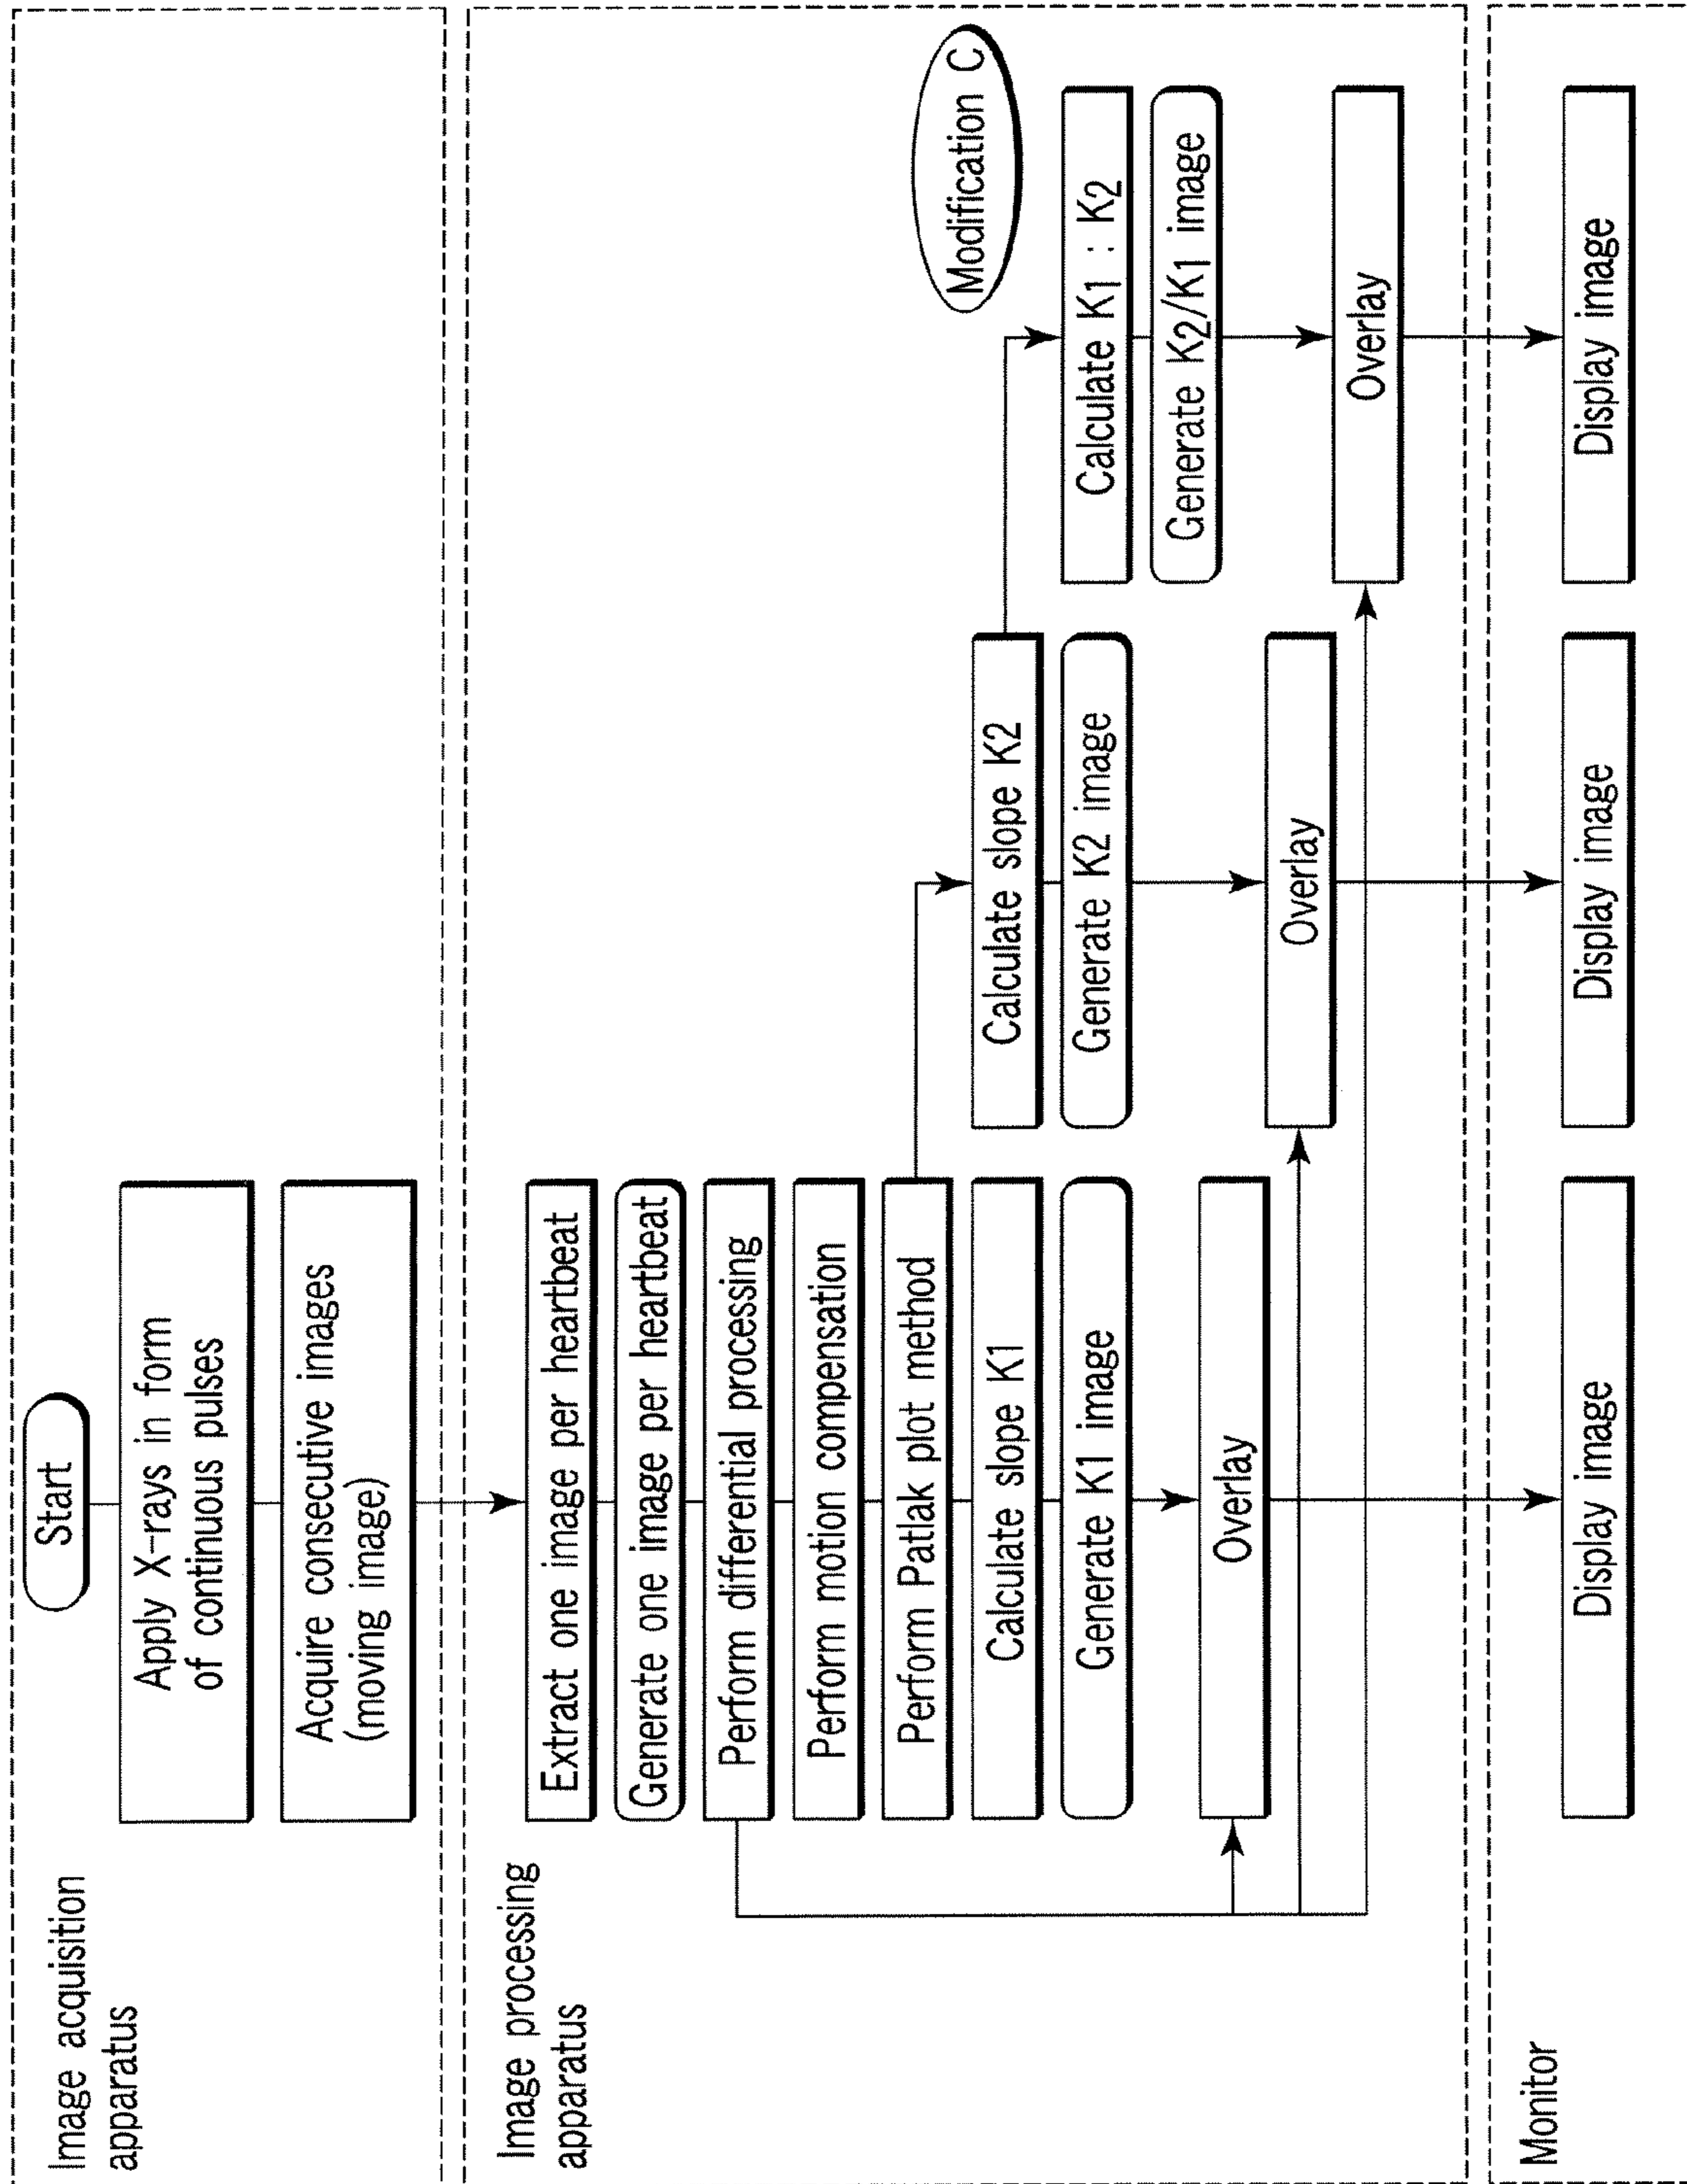 Image acquisition
apparatus
Start
Apply X-rays in form
of continuous pulses
Acquire consecutive images
(moving image)
Image processing
apparatus
Extract one image per heartbeat
Generate one image per heartbeat
Perform differential processing
Perform motion compensation
Perform Patlak plot method
Calculate slope K1
Generate K1 image
Overlay
Calculate slope K2
Generate K2 image
Overlay
Modification C
Calculate K1 : K2
Generate K2/K1 image
Overlay
Monitor
Display image
Display image
Display image